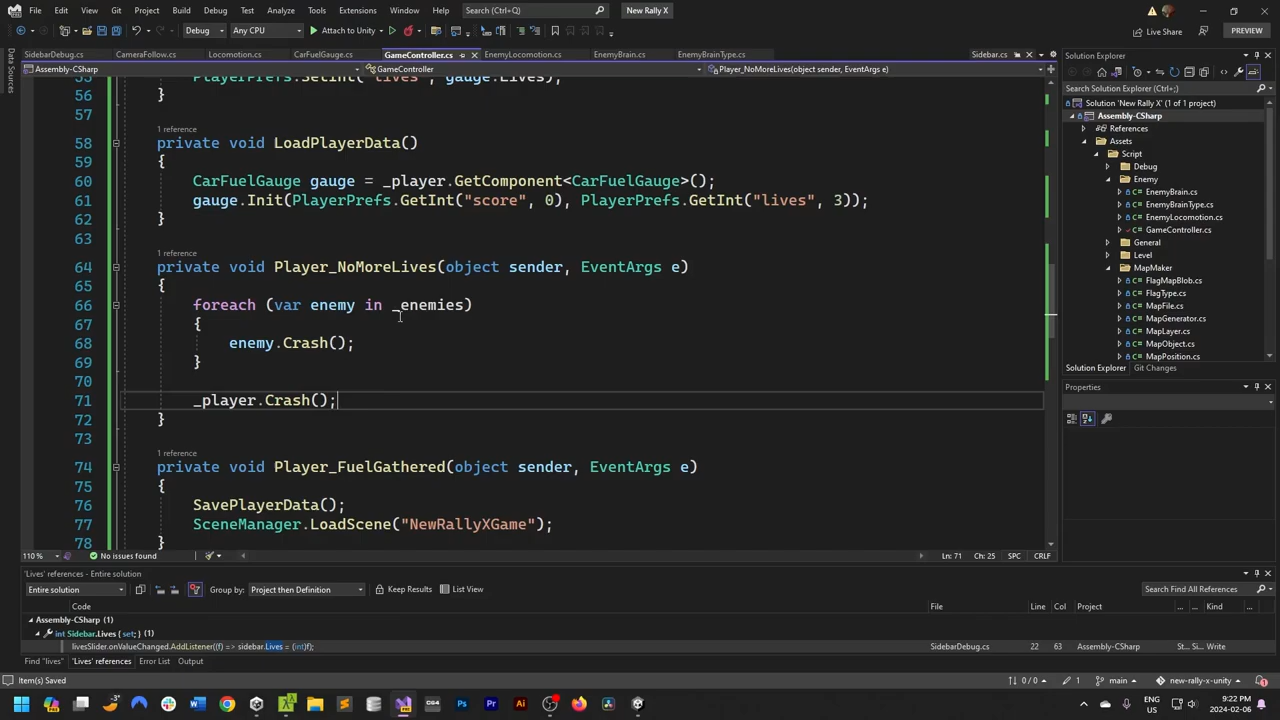 File Edit View Git Project Build Debug Test Analyze Tools Extensions Window Help Search (Ctrl+Q) New Rally X
Debug Any CPU Attach to Unity Live Share PREVIEW
SidebarDebug.cs CameraFollow.cs Locomotion.cs CarFuelGauge.cs GameController.cs EnemyLocomotion.cs EnemyBrain.cs EnemyBrainType.cs Sidebar.cs
Data Sources
Assembly-CSharp GameController Player_NoMoreLives(object sender, EventArgs e)
55 PlayerPrefs.SetInt("lives", gauge.Lives);
56 }
57
1 reference
58 private void LoadPlayerData()
59 {
60 CarFuelGauge gauge = _player.GetComponent<CarFuelGauge>();
61 gauge.Init(PlayerPrefs.GetInt("score", 0), PlayerPrefs.GetInt("lives", 3));
62 }
63
1 reference
64 private void Player_NoMoreLives(object sender, EventArgs e)
65 {
66 foreach (var enemy in _enemies)
67 {
68 enemy.Crash();
69 }
70
71 _player.Crash();
72 }
73
1 reference
74 private void Player_FuelGathered(object sender, EventArgs e)
75 {
76 SavePlayerData();
77 SceneManager.LoadScene("NewRallyXGame");
78 }
110 % No issues found Ln: 71 Ch: 25 SPC CRLF
Solution Explorer
Search Solution Explorer (Ctrl+;)
Solution 'New Rally X' (1 of 1 project)
Assembly-CSharp
References
Assets
Script
Debug
Enemy
EnemyBrain.cs
EnemyBrainType.cs
EnemyLocomotion.cs
GameController.cs
General
Level
MapMaker
FlagMapBlob.cs
FlagType.cs
MapFile.cs
MapGenerator.cs
MapLayer.cs
MapObject.cs
MapPosition.cs
Solution Explorer Git Changes
Properties
'Lives' references - Entire solution
Entire solution Group by: Project then Definition Keep Results List View Search Find All References
Code File Line Col Project Kind
Assembly-CSharp (1)
int Sidebar.Lives { set; } (1)
livesSlider.onValueChanged.AddListener((f) => sidebar.Lives = (int)f); SidebarDebug.cs 22 63 Assembly-CSharp St... Si... Write
Find "lives" 'Lives' references Error List Output
Item(s) Saved 0 / 0 1 main new-rally-x-unity 1
ENG
US
9:22 PM
2024-02-06